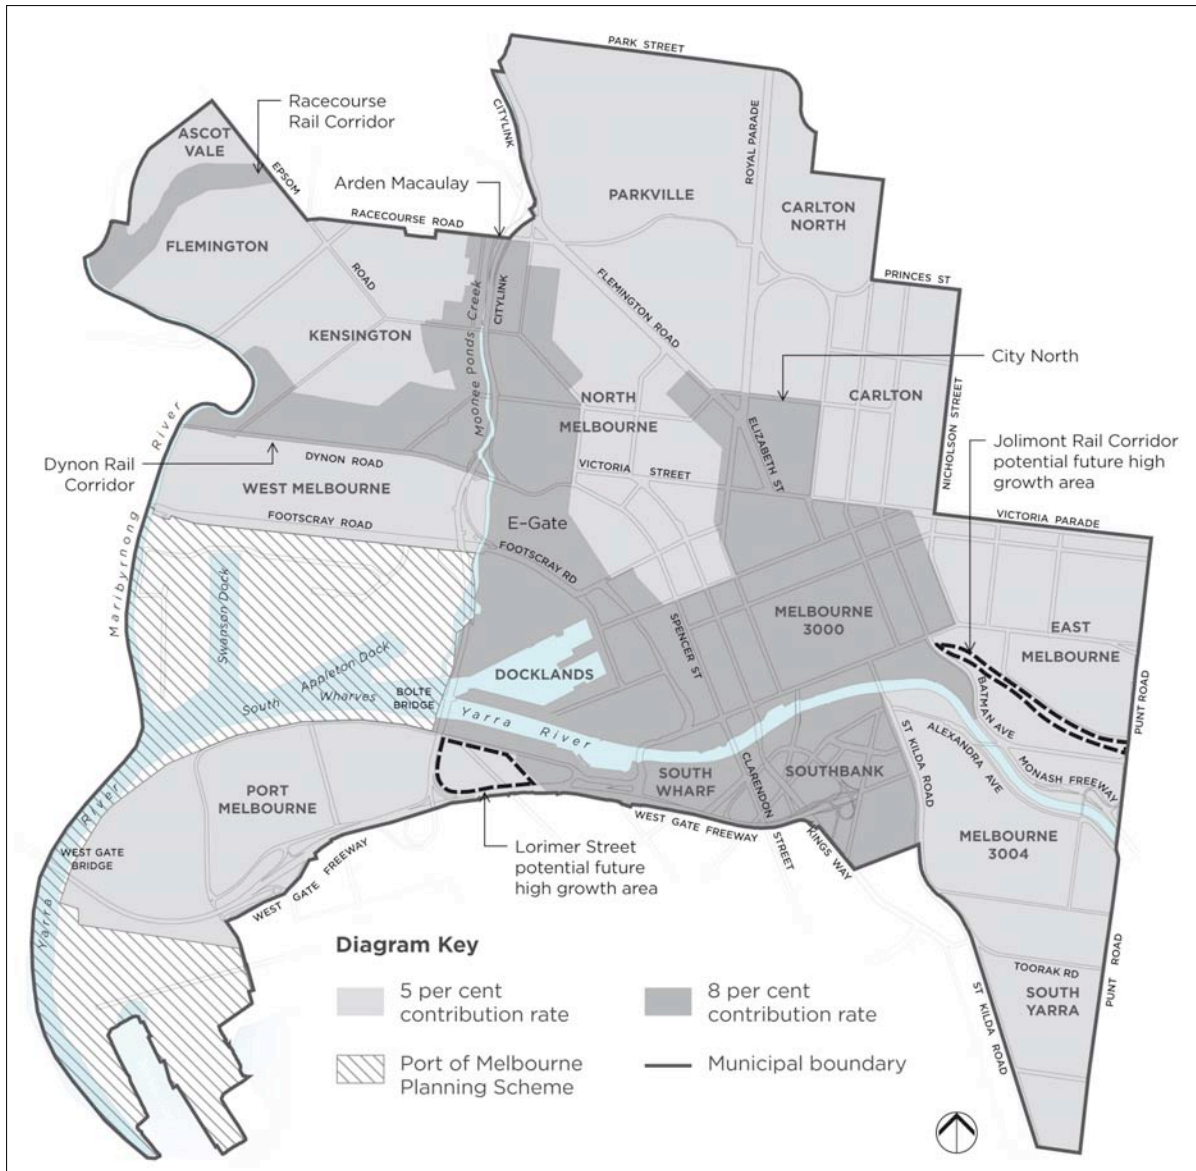 PARK STREET
Racecourse
Rail Corridor
CITYLINK
ASCOT
VALE
EPSOM
ROYAL PARADE
Arden Macaulay
PARKVILLE
CARLTON
NORTH
RACECOURSE ROAD
FLEMINGTON
ROAD
FLEMINGTON ROAD
PRINCES ST
CITYLINK
Moonee Ponds Creek
KENSINGTON
City North
NORTH
MELBOURNE
CARLTON
NICHOLSON STREET
ELIZABETH ST
Jolimont Rail Corridor
potential future high
growth area
Maribyrnong River
Dynon Rail
Corridor
DYNON ROAD
VICTORIA STREET
WEST MELBOURNE
FOOTSCRAY ROAD
E-Gate
VICTORIA PARADE
FOOTSCRAY RD
Swanson Dock
MELBOURNE
3000
SPENCER ST
EAST
MELBOURNE
Appleton Dock
South Wharves
BOLTE
BRIDGE
DOCKLANDS
BATMAN AVE
PUNT ROAD
Yarra River
ST KILDA ROAD
ALEXANDRA AVE
MONASH FREEWAY
SOUTH
WHARF
CLARENDON STREET
SOUTHBANK
PORT
MELBOURNE
WEST GATE FREEWAY
KINGS WAY
MELBOURNE
3004
Lorimer Street
potential future
high growth area
WEST GATE
BRIDGE
WEST GATE FREEWAY
Yarra River
Diagram Key
5 per cent
contribution rate
8 per cent
contribution rate
Port of Melbourne
Planning Scheme
Municipal boundary
ST KILDA ROAD
TOORAK RD
SOUTH
YARRA
PUNT ROAD